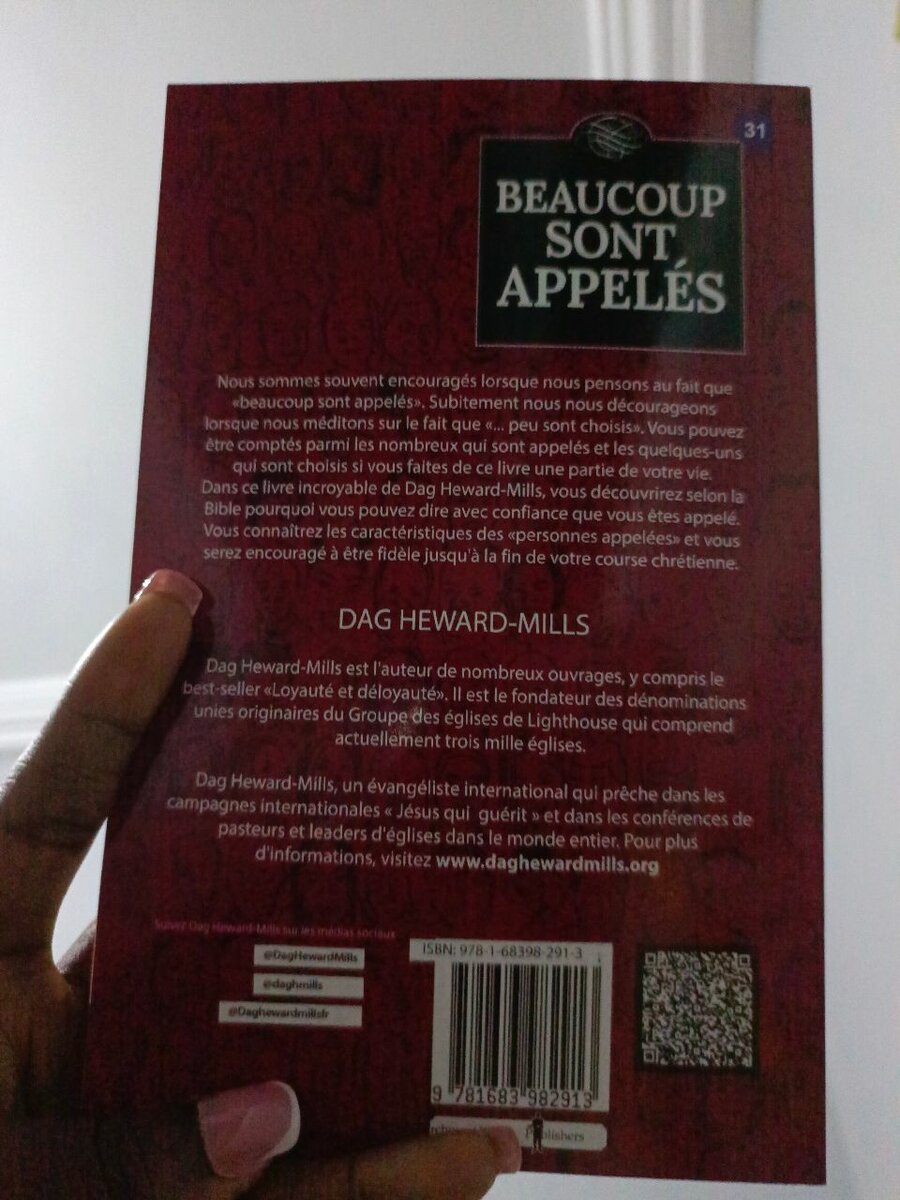 31
BEAUCOUP
SONT
APPELÉS
Nous sommes souvent encouragés lorsque nous pensons au fait que
«beaucoup sont appelés». Subitement nous nous décourageons
lorsque nous méditons sur le fait que «... peu sont choisis». Vous pouvez
être comptés parmi les nombreux qui sont appelés et les quelques-uns
qui sont choisis si vous faites de ce livre une partie de votre vie.
Dans ce livre incroyable de Dag Heward-Mills, vous découvrirez selon la
Bible pourquoi vous pouvez dire avec confiance que vous êtes appelé.
Vous connaîtrez les caractéristiques des «personnes appelées» et vous
serez encouragé à être fidèle jusqu'à la fin de votre course chrétienne.
DAG HEWARD-MILLS
Dag Heward-Mills est l'auteur de nombreux ouvrages, y compris le
best-seller «Loyauté et déloyauté». Il est le fondateur des dénominations
unies originaires du Groupe des églises de Lighthouse qui comprend
actuellement trois mille églises.
Dag Heward-Mills, un évangéliste international qui prêche dans les
campagnes internationales « Jésus qui guérit » et dans les conférences de
pasteurs et leaders d'églises dans le monde entier. Pour plus
d'informations, visitez www.daghewardmills.org
Suivez Dag Heward-Mills sur les médias sociaux
@DagHewardMills
@daghmills
@Daghewardmillsfr
ISBN: 978-1-68398-291-3
9 781683 982913
Publishers